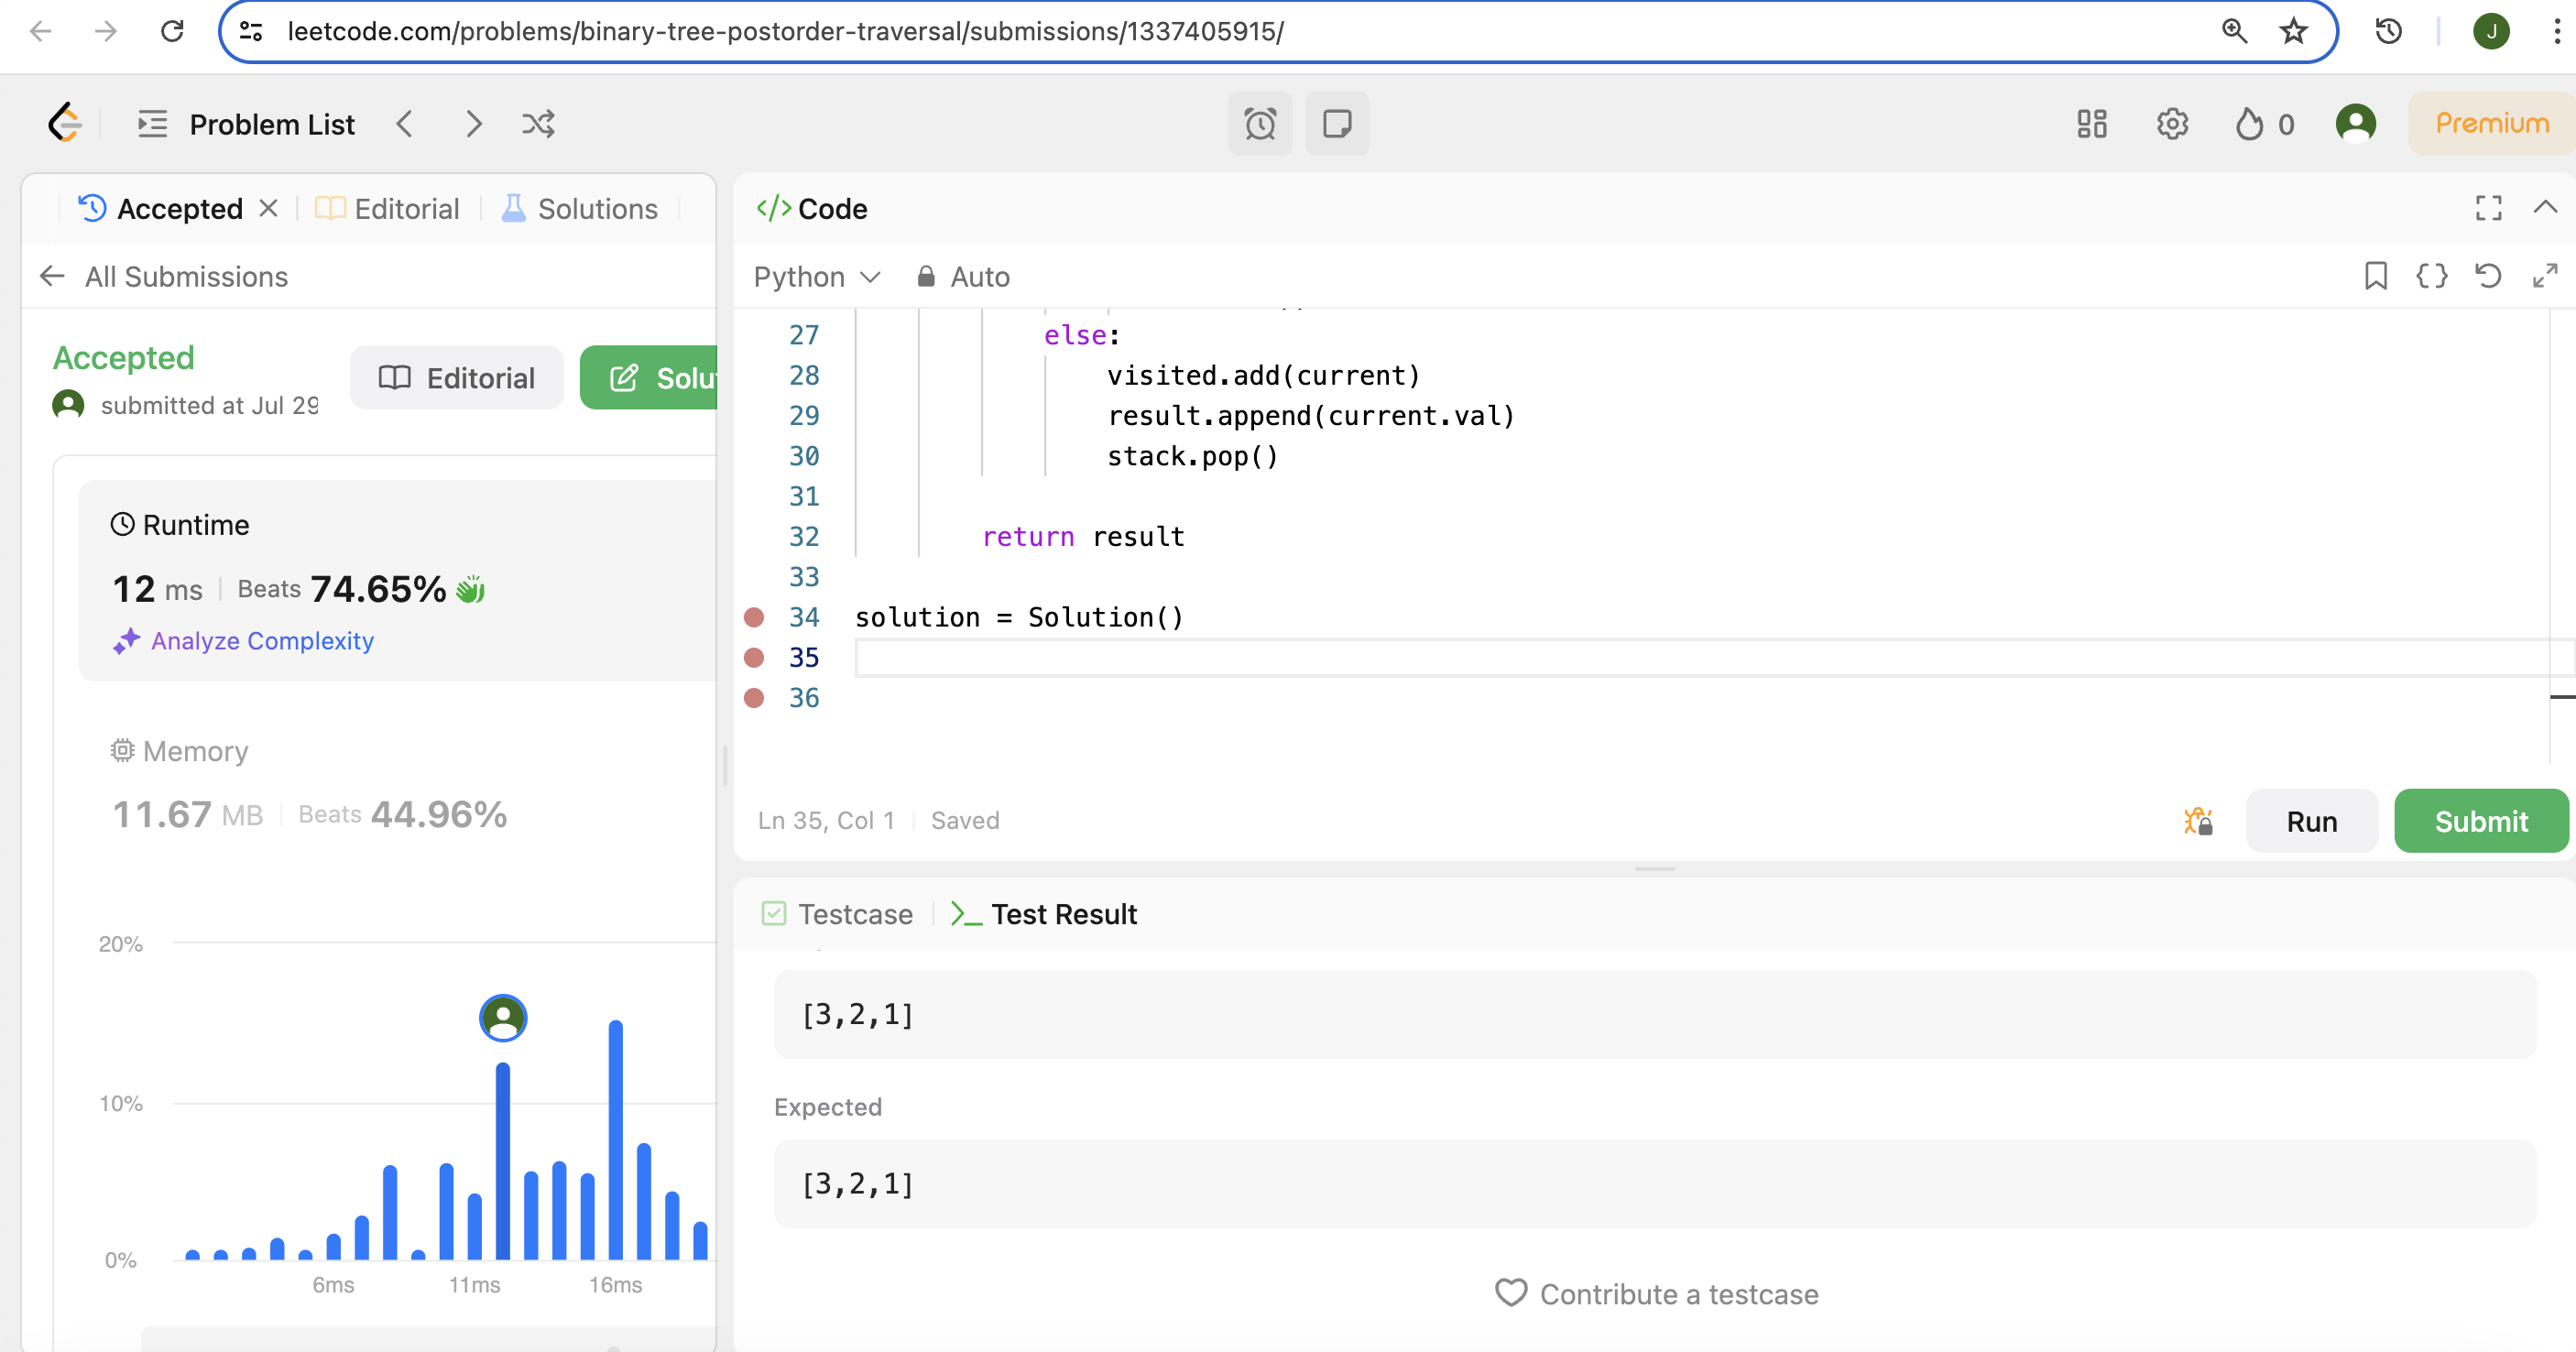 leetcode.com/problems/binary-tree-postorder-traversal/submissions/1337405915/
J
Problem List
0
Premium
Accepted
Editorial
Solutions
All Submissions
Accepted
submitted at Jul 29
Editorial
Runtime
12 ms
Beats 74.65%
Analyze Complexity
Memory
11.67 MB
Beats 44.96%
20%
10%
0%
6ms
11ms
16ms
</> Code
Python
Auto
27 else:
28 visited.add(current)
29 result.append(current.val)
30 stack.pop()
31
32 return result
33
34 solution = Solution()
35
36
Ln 35, Col 1
Saved
Run
Submit
Testcase
Test Result
[3,2,1]
Expected
[3,2,1]
Contribute a testcase